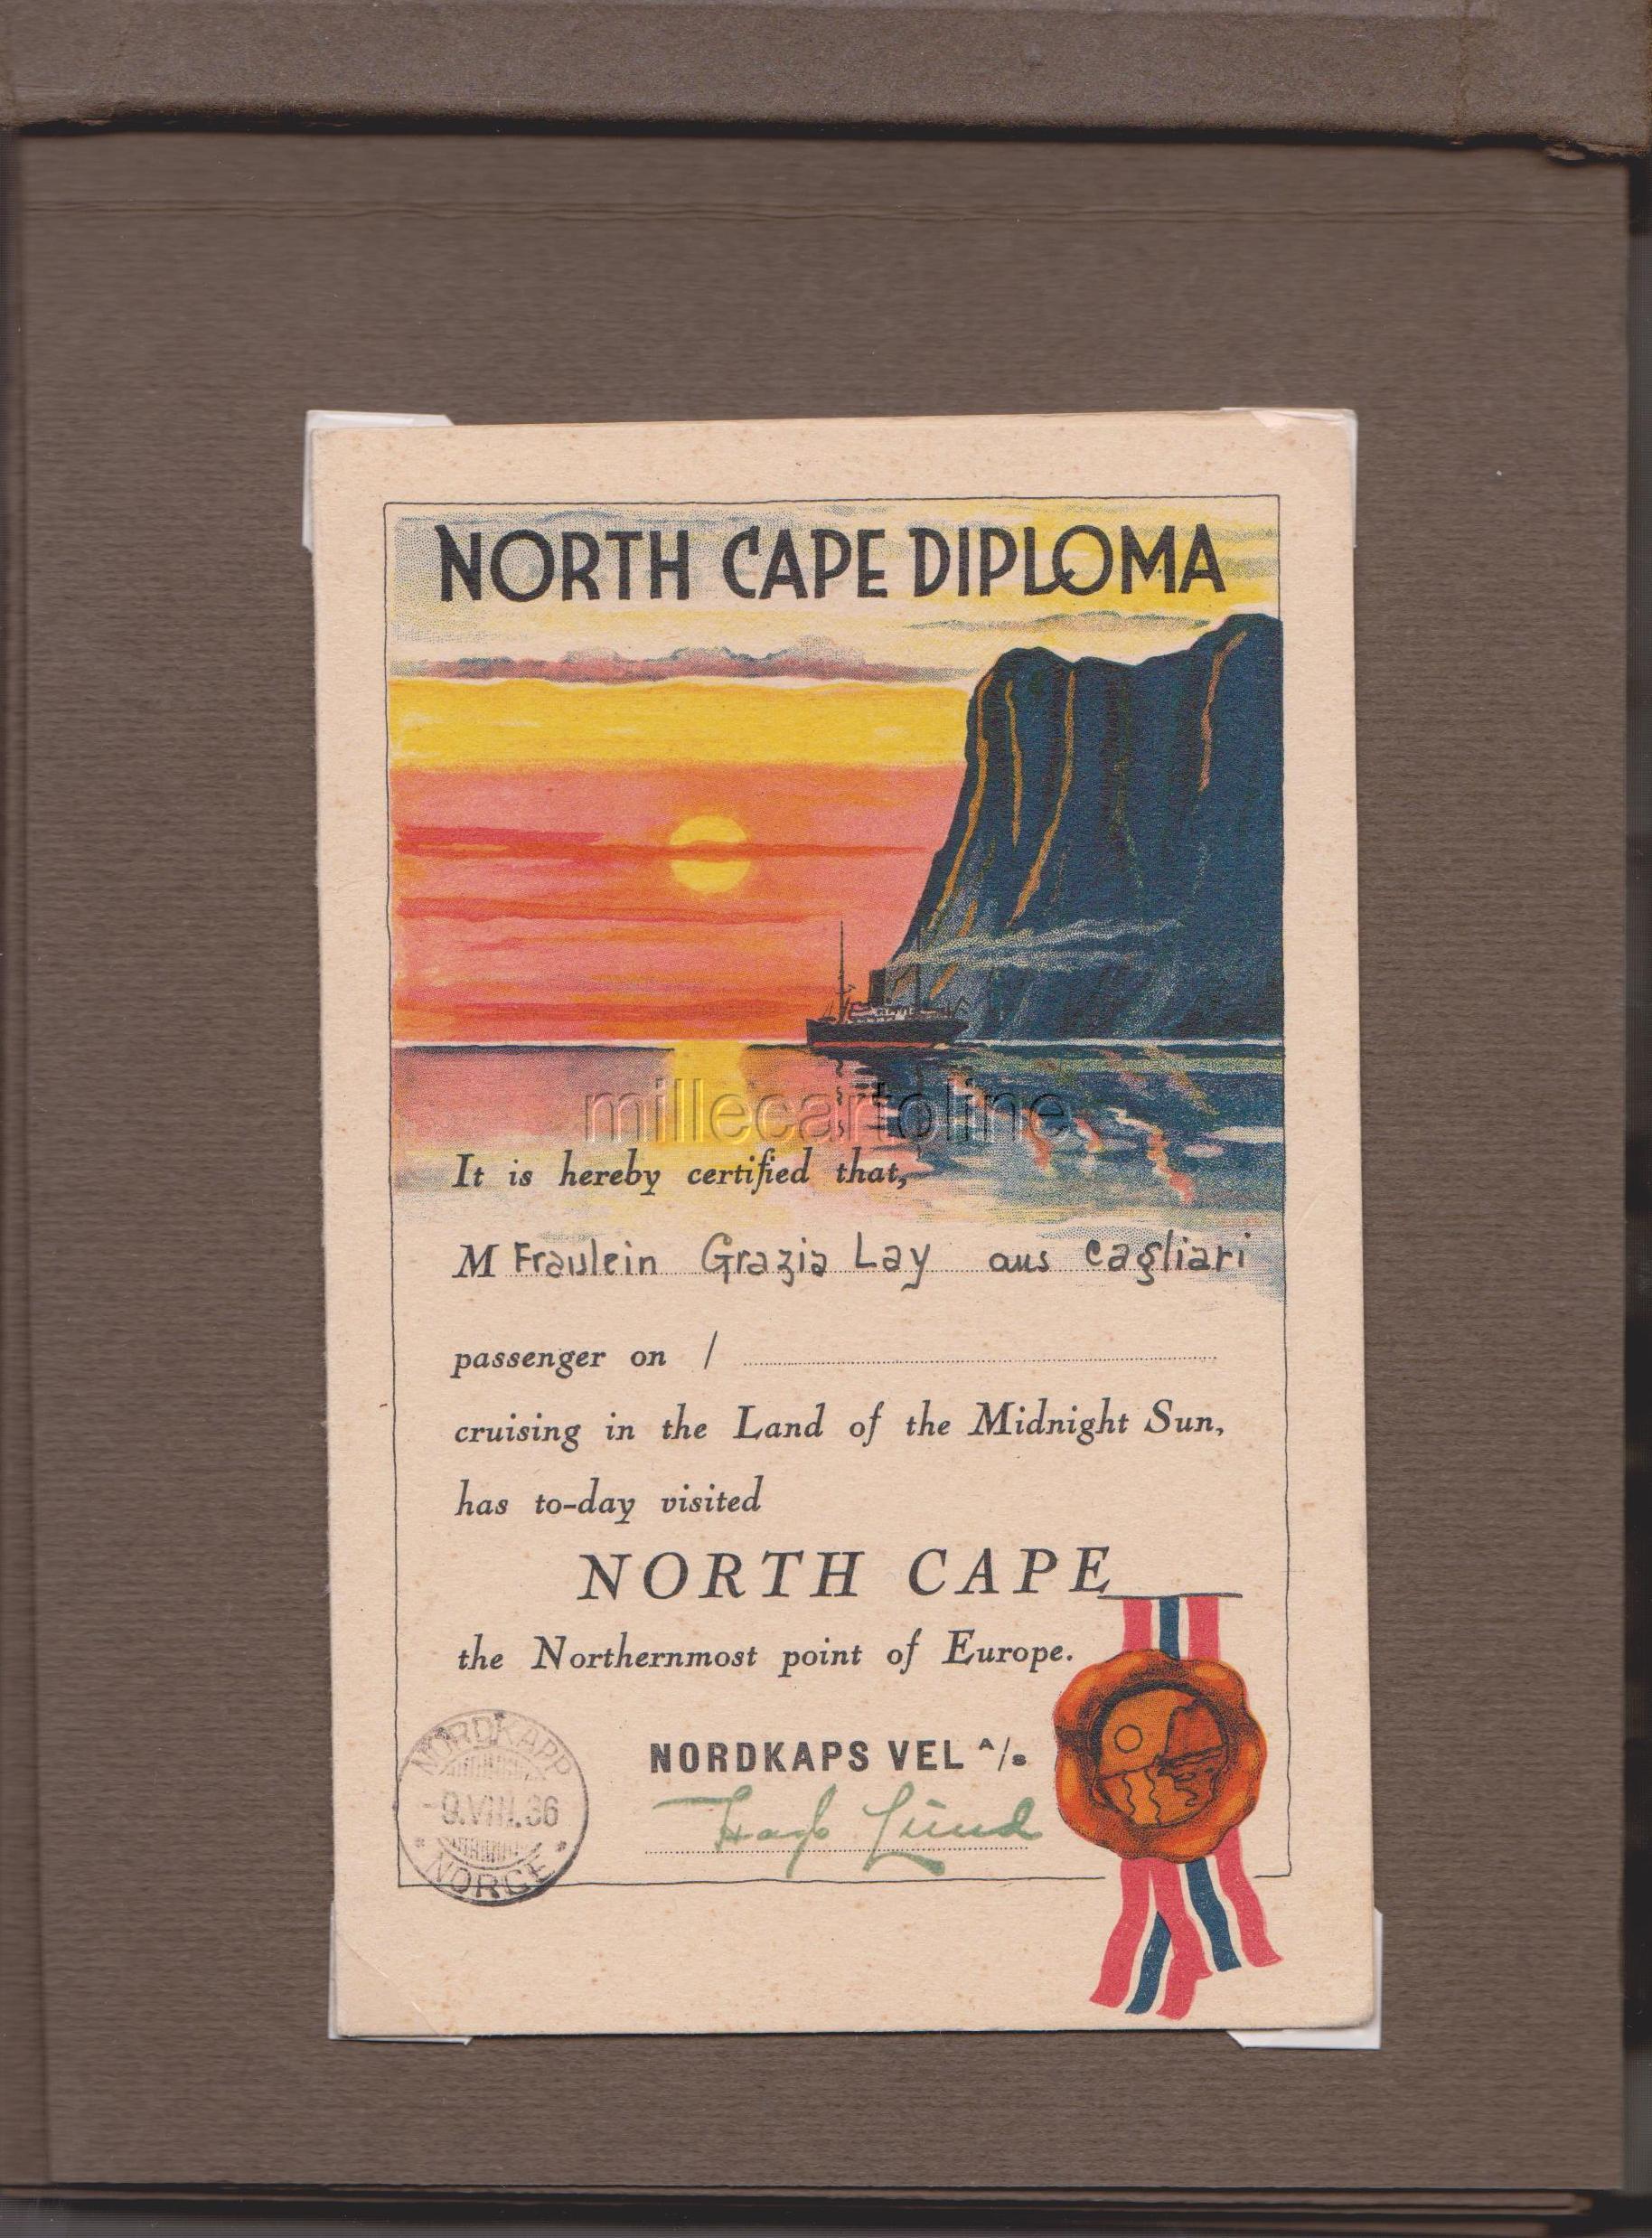 NORTH CAPE DIPLOMA
millecartoline
It is hereby certified that,
M Fraulein Grazia Lay aus Cagliari
passenger on /
cruising in the Land of the Midnight Sun,
has to-day visited
NORTH CAPE
the Northernmost point of Europe.
NORDKAPS VEL A/S
NORDKAPP
-9.VIII.36
NORGE
Lund